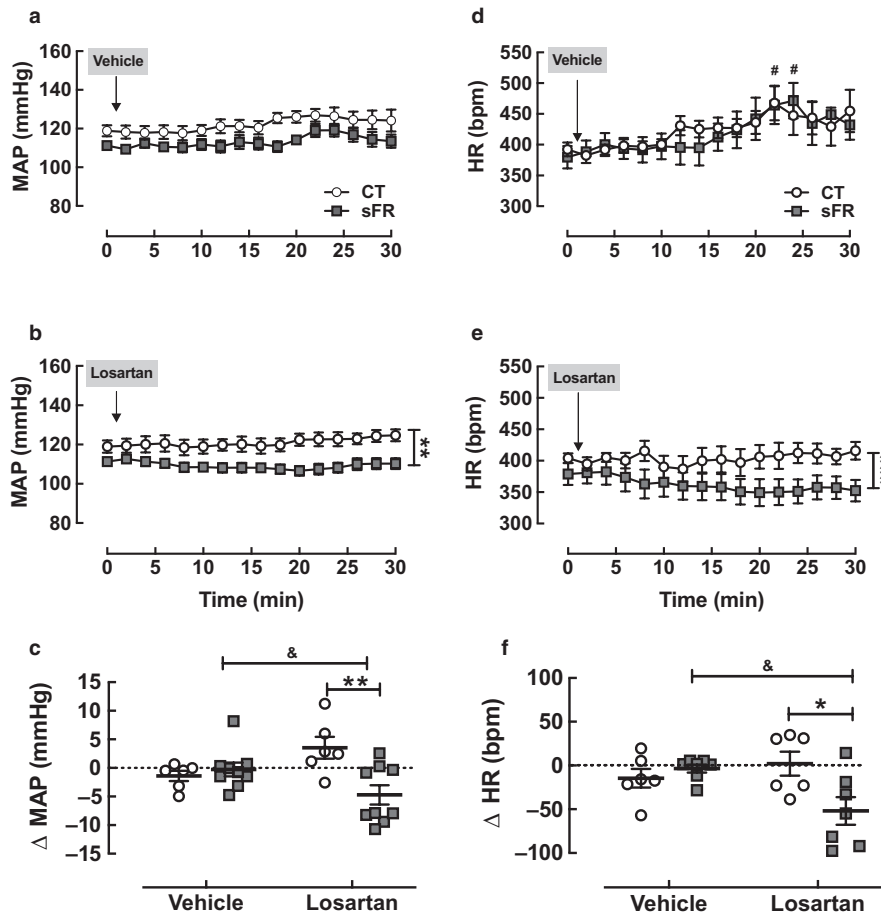 a
MAP (mmHg)
160
140
120
100
80
Vehicle
CT
sFR
0 5 10 15 20 25 30
d
HR (bpm)
550
500
450
400
350
300
Vehicle
# #
CT
sFR
0 5 10 15 20 25 30
b
MAP (mmHg)
160
140
120
100
80
Losartan
**
0 5 10 15 20 25 30
Time (min)
e
HR (bpm)
550
500
450
400
350
300
Losartan
0 5 10 15 20 25 30
Time (min)
c
Δ MAP (mmHg)
15
10
5
0
–5
–10
–15
&
**
Vehicle Losartan
f
Δ HR (bpm)
100
50
0
–50
–100
&
*
Vehicle Losartan